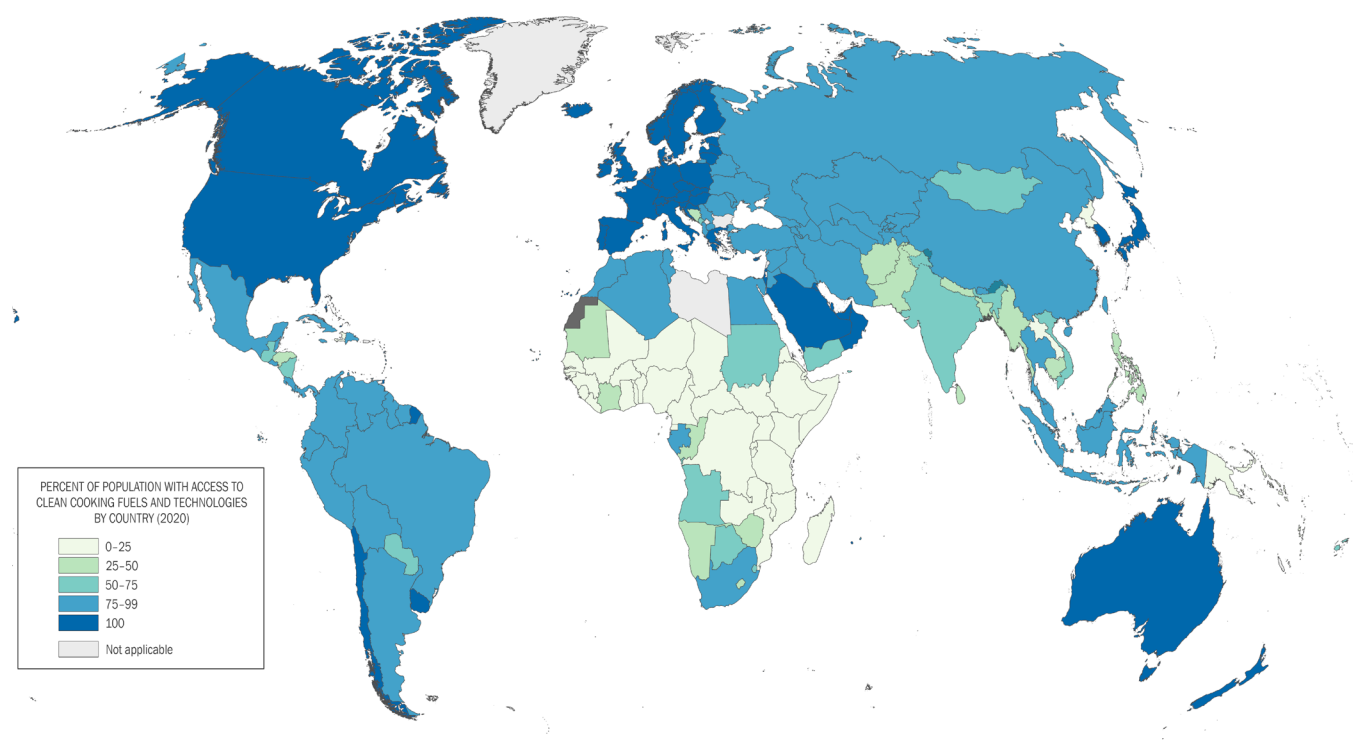 PERCENT OF POPULATION WITH ACCESS TO
CLEAN COOKING FUELS AND TECHNOLOGIES
BY COUNTRY (2020)
0–25
25–50
50–75
75–99
100
Not applicable